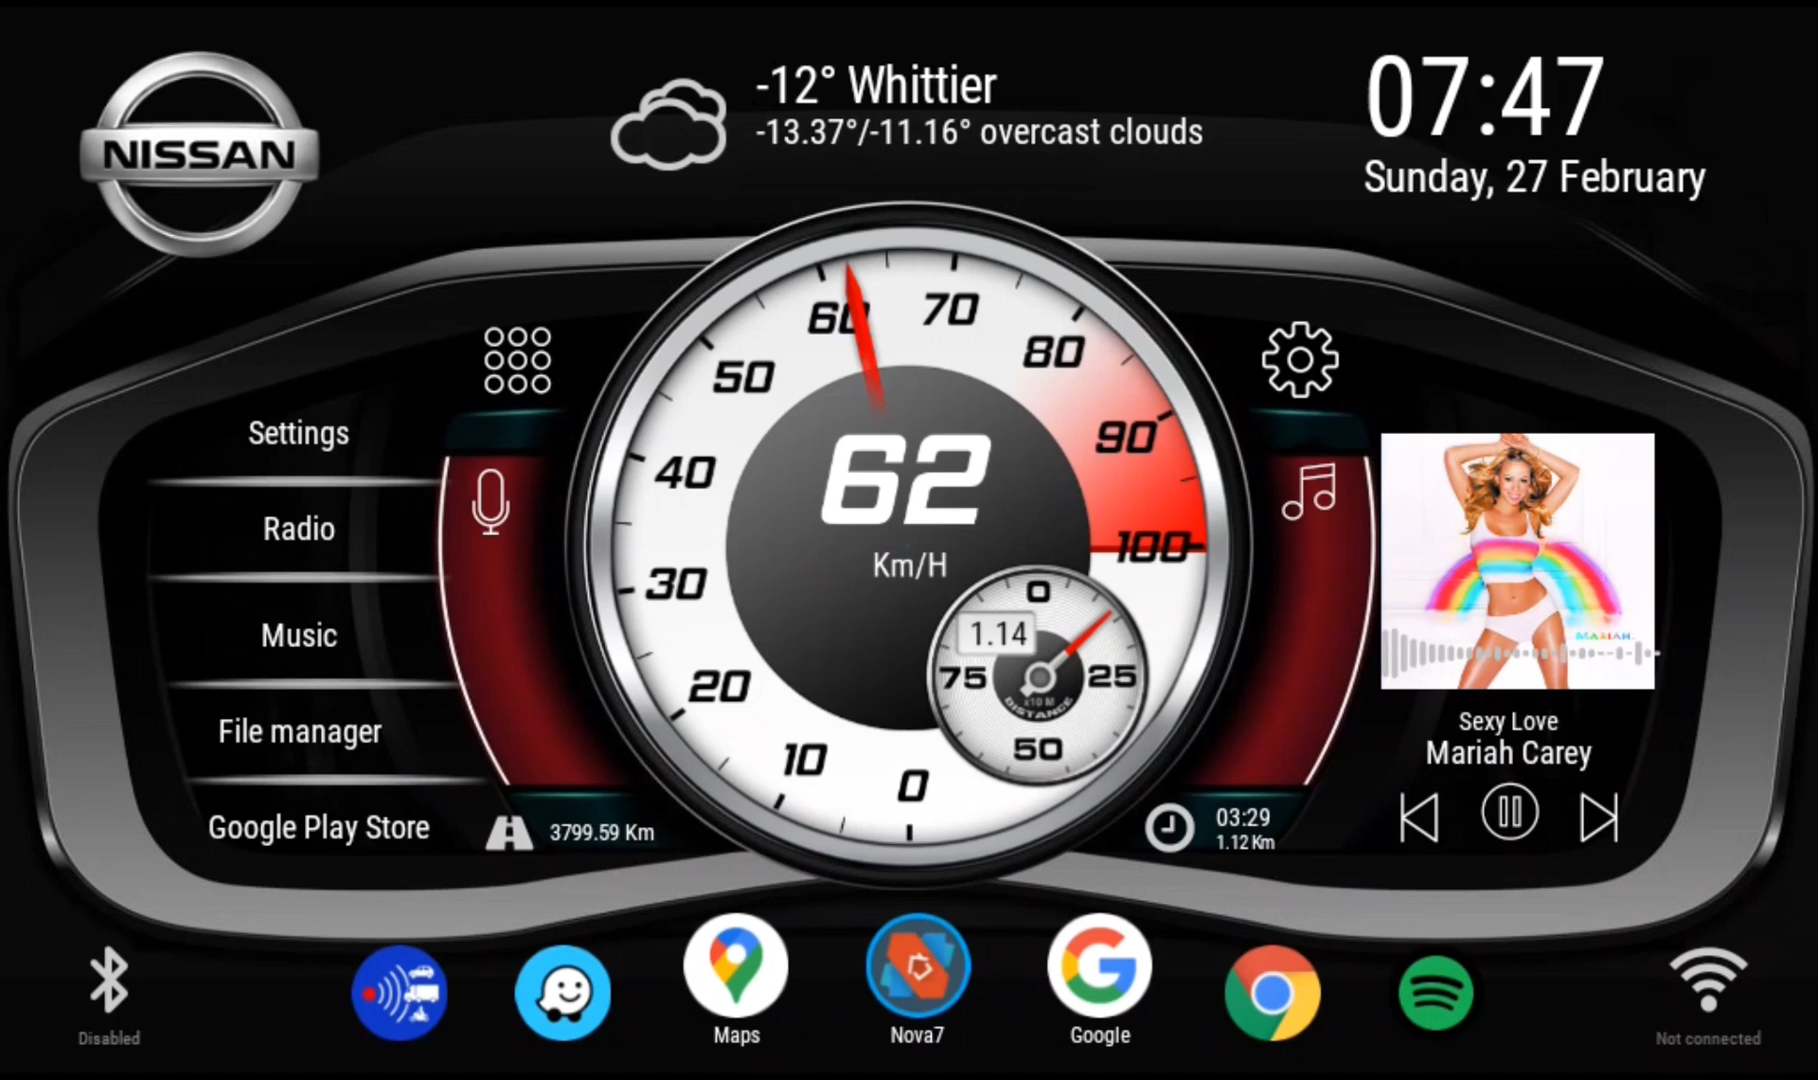 NISSAN
-12° Whittier
-13.37°/-11.16° overcast clouds
07:47
Sunday, 27 February
Settings
Radio
Music
File manager
Google Play Store
0
10
20
30
40
50
60
70
80
90
100
62
Km/H
0
25
50
75
1.14
x10 M
DISTANCE
3799.59 Km
03:29
1.12 Km
MARIAH
Sexy Love
Mariah Carey
Disabled
Maps
Nova7
Google
Not connected